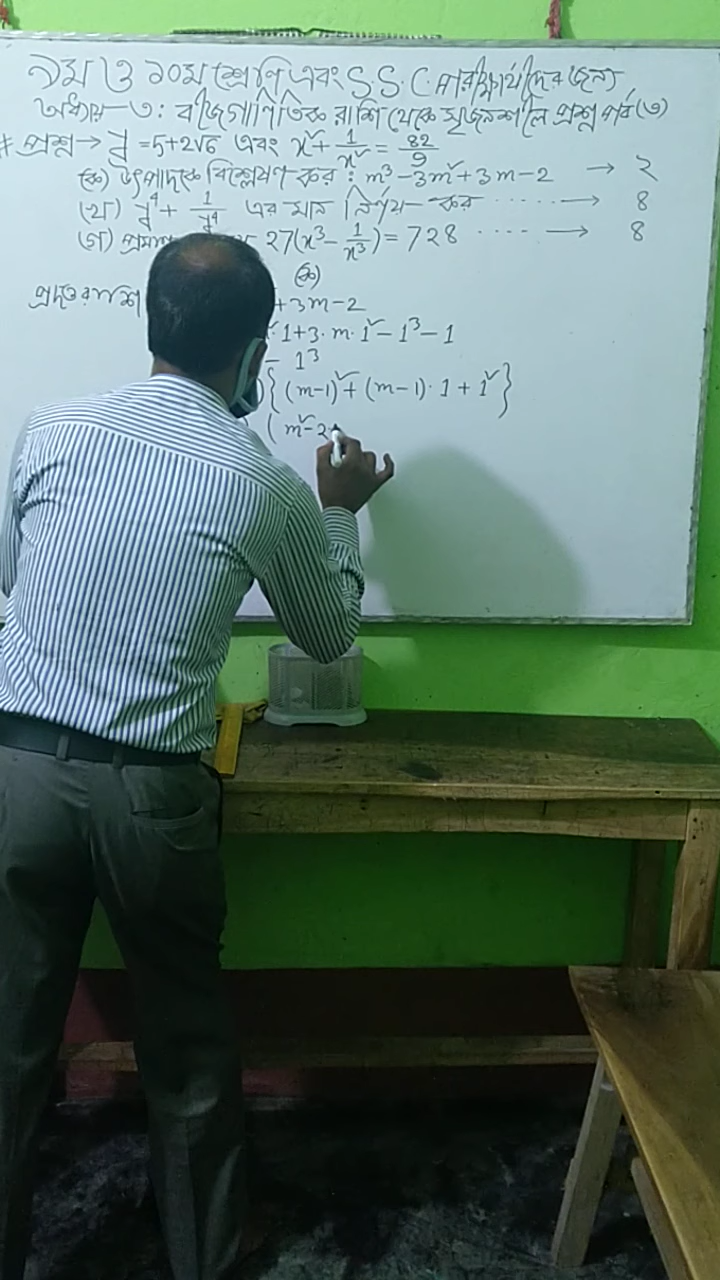 ৯ম ও ১০ম শ্রেণি এবং S.S.C পরীক্ষার্থীদের জন্য
অধ্যায়-৩: বীজগাণিতিক রাশি থেকে সৃজনশীল প্রশ্ন পর্ব (৩)
# প্রশ্ন → = 5+2√6 এবং x²+ 1/x² = 82/9
(ক) উৎপাদকে বিশ্লেষণ কর : m³ - 3m² + 3m - 2 → ২
(খ) এর মান নির্ণয় কর ...... → ৪
(গ) 27(x³ - 1/x³) = 728 .... → ৪
(ক)
প্রদত্ত রাশি +3m-2
·1+3·m·1²-1³-1
- 1³
){(m-1)²+(m-1)·1+1²}
(m²-2